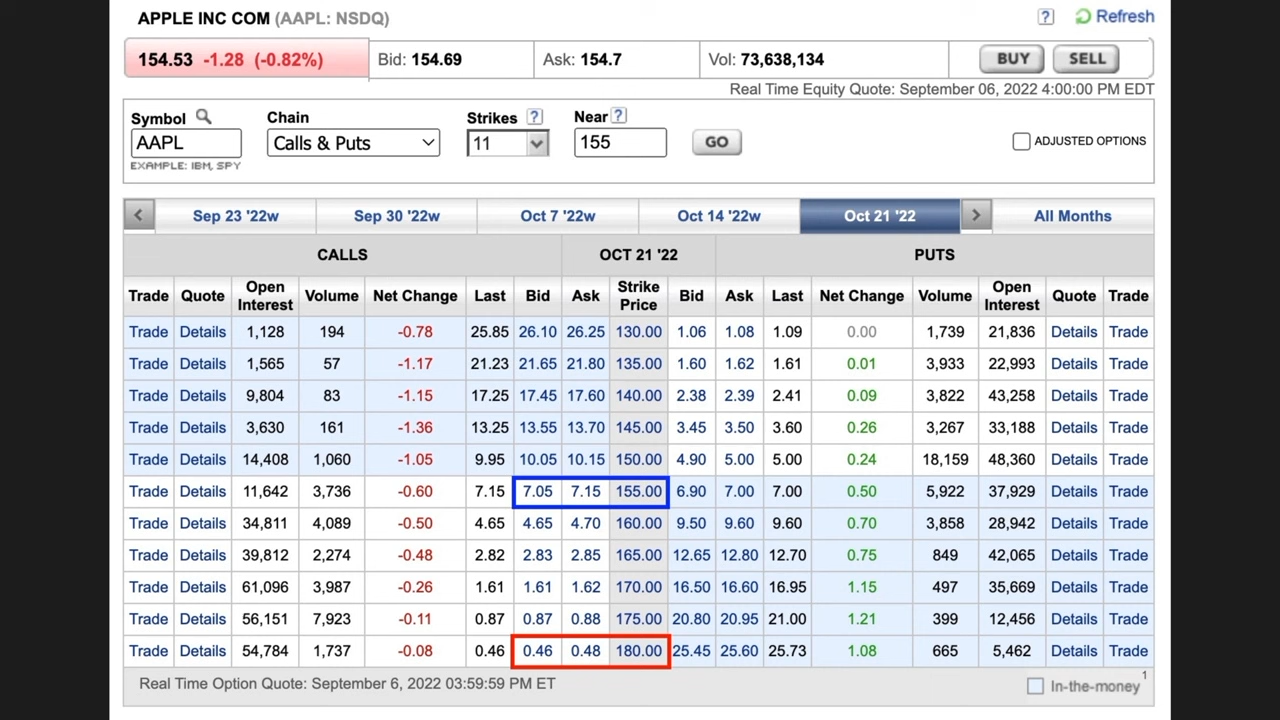 APPLE INC COM (AAPL: NSDQ) ? Refresh
154.53 -1.28 (-0.82%) Bid: 154.69 Ask: 154.7 Vol: 73,638,134 BUY SELL
Real Time Equity Quote: September 06, 2022 4:00:00 PM EDT
Symbol Chain Strikes ? Near ?
AAPL Calls & Puts 11 155 GO ADJUSTED OPTIONS
EXAMPLE: IBM, SPY
< Sep 23 '22w Sep 30 '22w Oct 7 '22w Oct 14 '22w Oct 21 '22 > All Months
CALLS OCT 21 '22 PUTS
Trade Quote Open Interest Volume Net Change Last Bid Ask Strike Price Bid Ask Last Net Change Volume Open Interest Quote Trade
Trade Details 1,128 194 -0.78 25.85 26.10 26.25 130.00 1.06 1.08 1.09 0.00 1,739 21,836 Details Trade
Trade Details 1,565 57 -1.17 21.23 21.65 21.80 135.00 1.60 1.62 1.61 0.01 3,933 22,993 Details Trade
Trade Details 9,804 83 -1.15 17.25 17.45 17.60 140.00 2.38 2.39 2.41 0.09 3,822 43,258 Details Trade
Trade Details 3,630 161 -1.36 13.25 13.55 13.70 145.00 3.45 3.50 3.60 0.26 3,267 33,188 Details Trade
Trade Details 14,408 1,060 -1.05 9.95 10.05 10.15 150.00 4.90 5.00 5.00 0.24 18,159 48,360 Details Trade
Trade Details 11,642 3,736 -0.60 7.15 7.05 7.15 155.00 6.90 7.00 7.00 0.50 5,922 37,929 Details Trade
Trade Details 34,811 4,089 -0.50 4.65 4.65 4.70 160.00 9.50 9.60 9.60 0.70 3,858 28,942 Details Trade
Trade Details 39,812 2,274 -0.48 2.82 2.83 2.85 165.00 12.65 12.80 12.70 0.75 849 42,065 Details Trade
Trade Details 61,096 3,987 -0.26 1.61 1.61 1.62 170.00 16.50 16.60 16.95 1.15 497 35,669 Details Trade
Trade Details 56,151 7,923 -0.11 0.87 0.87 0.88 175.00 20.80 20.95 21.00 1.21 399 12,456 Details Trade
Trade Details 54,784 1,737 -0.08 0.46 0.46 0.48 180.00 25.45 25.60 25.73 1.08 665 5,462 Details Trade
Real Time Option Quote: September 6, 2022 03:59:59 PM ET In-the-money 1